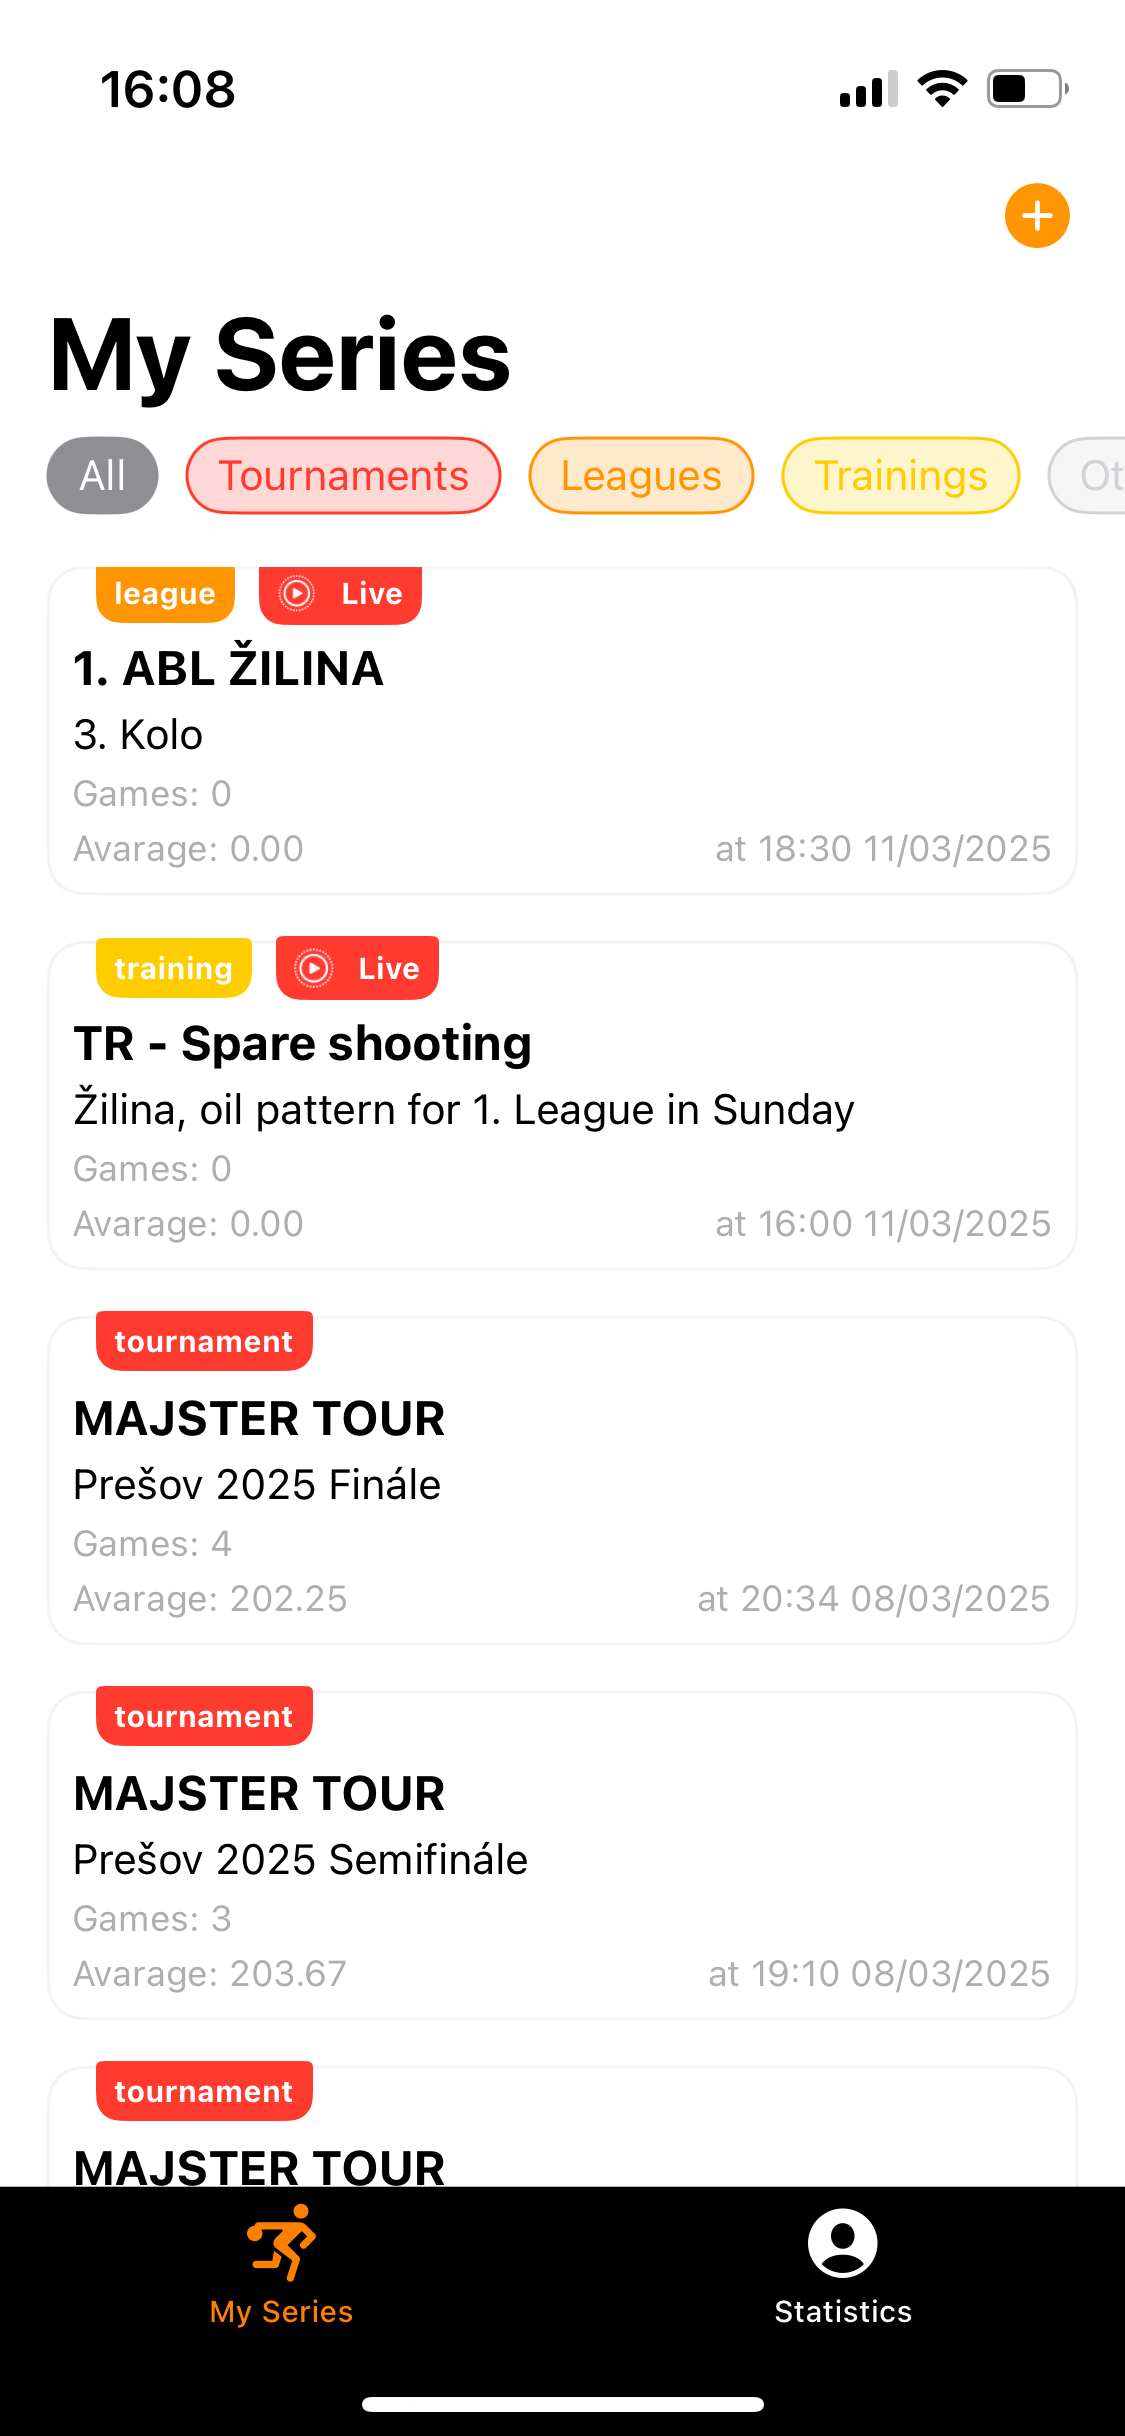 16:08
My Series
All Tournaments Leagues Trainings Ot
league Live
1. ABL ŽILINA
3. Kolo
Games: 0
Avarage: 0.00 at 18:30 11/03/2025
training Live
TR - Spare shooting
Žilina, oil pattern for 1. League in Sunday
Games: 0
Avarage: 0.00 at 16:00 11/03/2025
tournament
MAJSTER TOUR
Prešov 2025 Finále
Games: 4
Avarage: 202.25 at 20:34 08/03/2025
tournament
MAJSTER TOUR
Prešov 2025 Semifinále
Games: 3
Avarage: 203.67 at 19:10 08/03/2025
tournament
MAJSTER TOUR
My Series Statistics